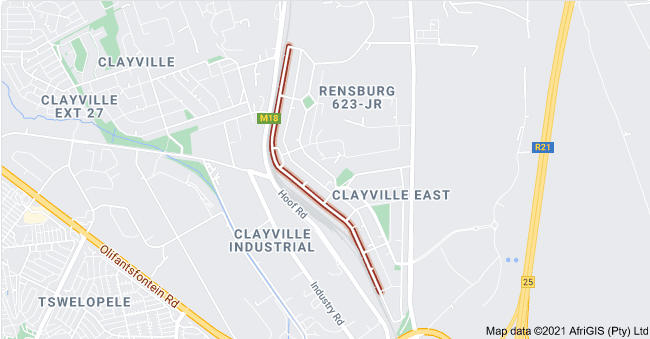 CLAYVILLE
RENSBURG
623-JR
CLAYVILLE
EXT 27
M18
R21
CLAYVILLE EAST
Hoof Rd
CLAYVILLE
INDUSTRIAL
Olifantsfontein Rd
25
TSWELOPELE
Industry Rd
Map data ©2021 AfriGIS (Pty) Ltd